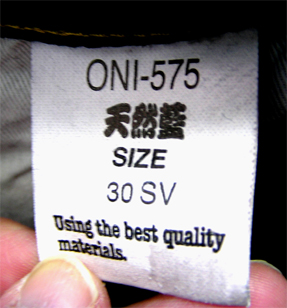 ONI-575
天然藍
SIZE
30 SV
Using the best quality
materials.